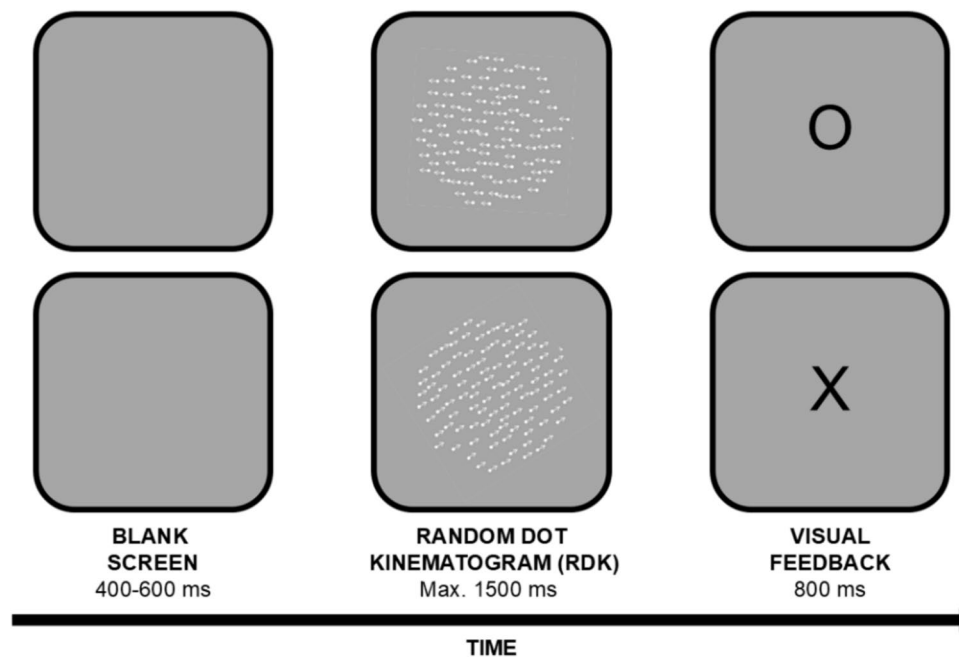 O
X
BLANK
SCREEN
400-600 ms
RANDOM DOT
KINEMATOGRAM (RDK)
Max. 1500 ms
VISUAL
FEEDBACK
800 ms
TIME